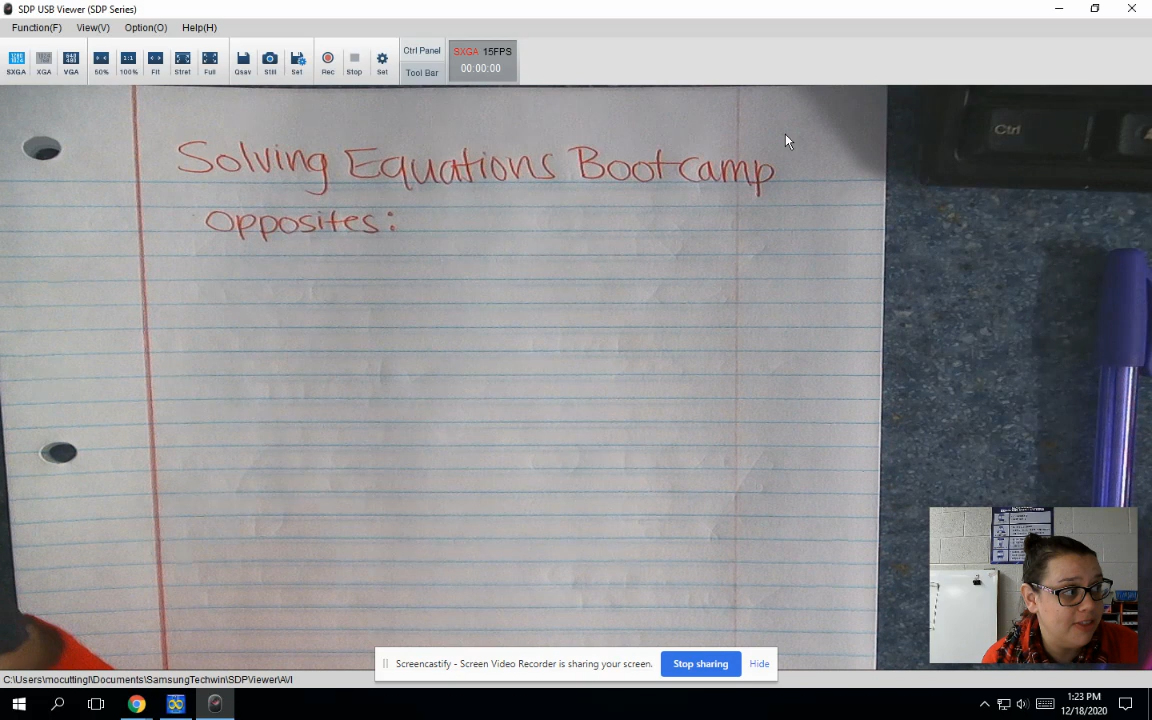 SDP USB Viewer (SDP Series)
Function(F) View(V) Option(O) Help(H)
SXGA XGA VGA 50% 100% Fit Stret Full Qsav Still Set Rec Stop Set
Ctrl Panel
Tool Bar
SXGA 15FPS
00:00:00
Solving Equations Bootcamp
Opposites:
Ctrl
Screencastify - Screen Video Recorder is sharing your screen. Stop sharing Hide
C:\Users\mocuttingl\Documents\SamsungTechwin\SDPViewer\AVI
1:23 PM
12/18/2020